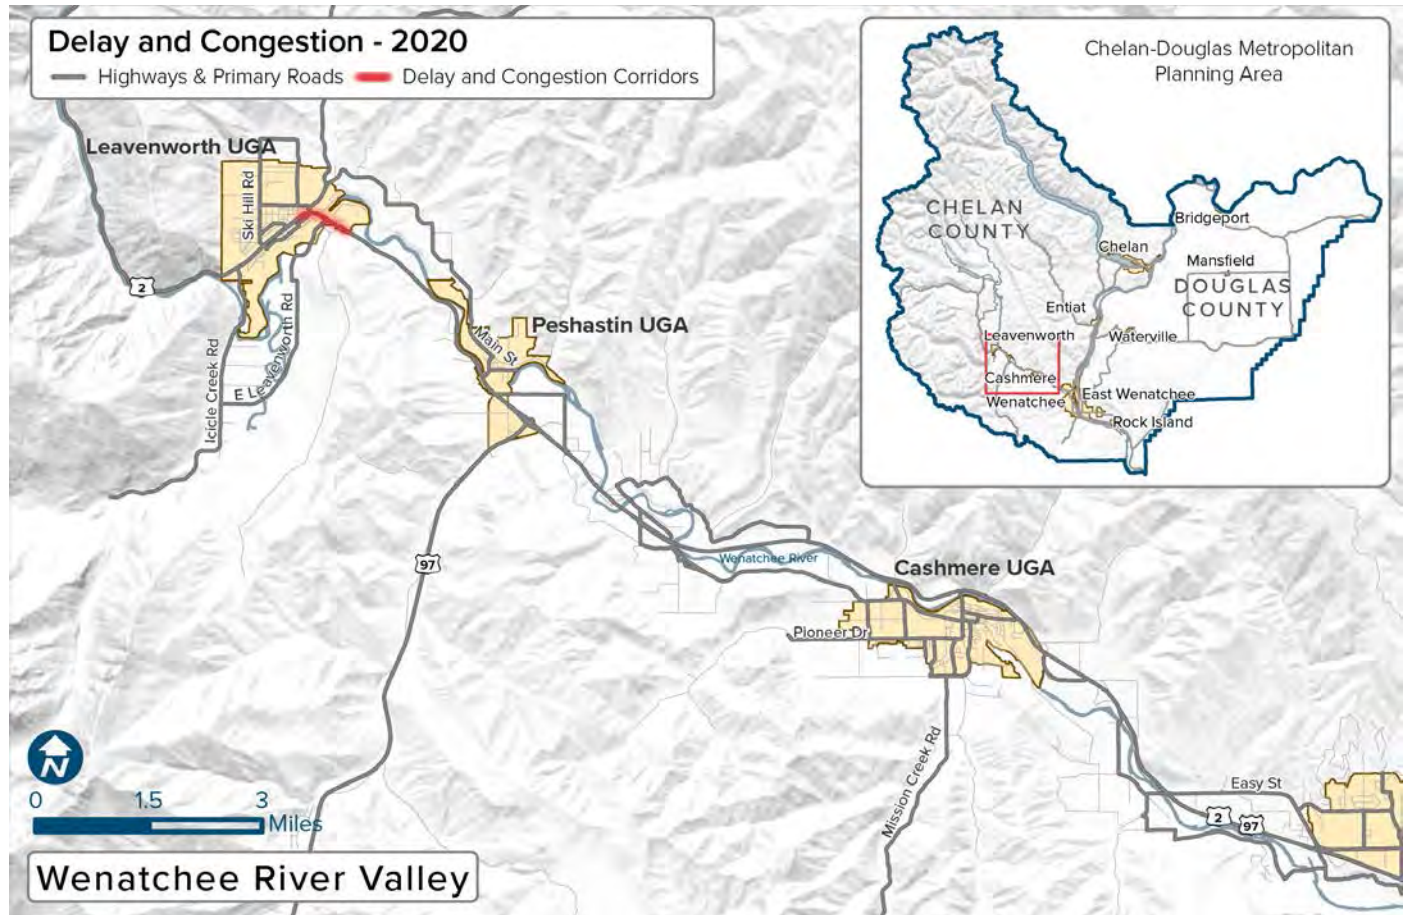 Delay and Congestion - 2020
Highways & Primary Roads
Delay and Congestion Corridors
Chelan-Douglas Metropolitan
Planning Area
CHELAN
COUNTY
Bridgeport
Chelan
Mansfield
DOUGLAS
COUNTY
Entiat
Waterville
Leavenworth
Cashmere
Wenatchee
East Wenatchee
Rock Island
Leavenworth UGA
Ski Hill Rd
2
Icicle Creek Rd
E Leavenworth Rd
Peshastin UGA
Main St
97
Wenatchee River
Cashmere UGA
Pioneer Dr
Mission Creek Rd
Easy St
2
97
N
0 1.5 3
Miles
Wenatchee River Valley